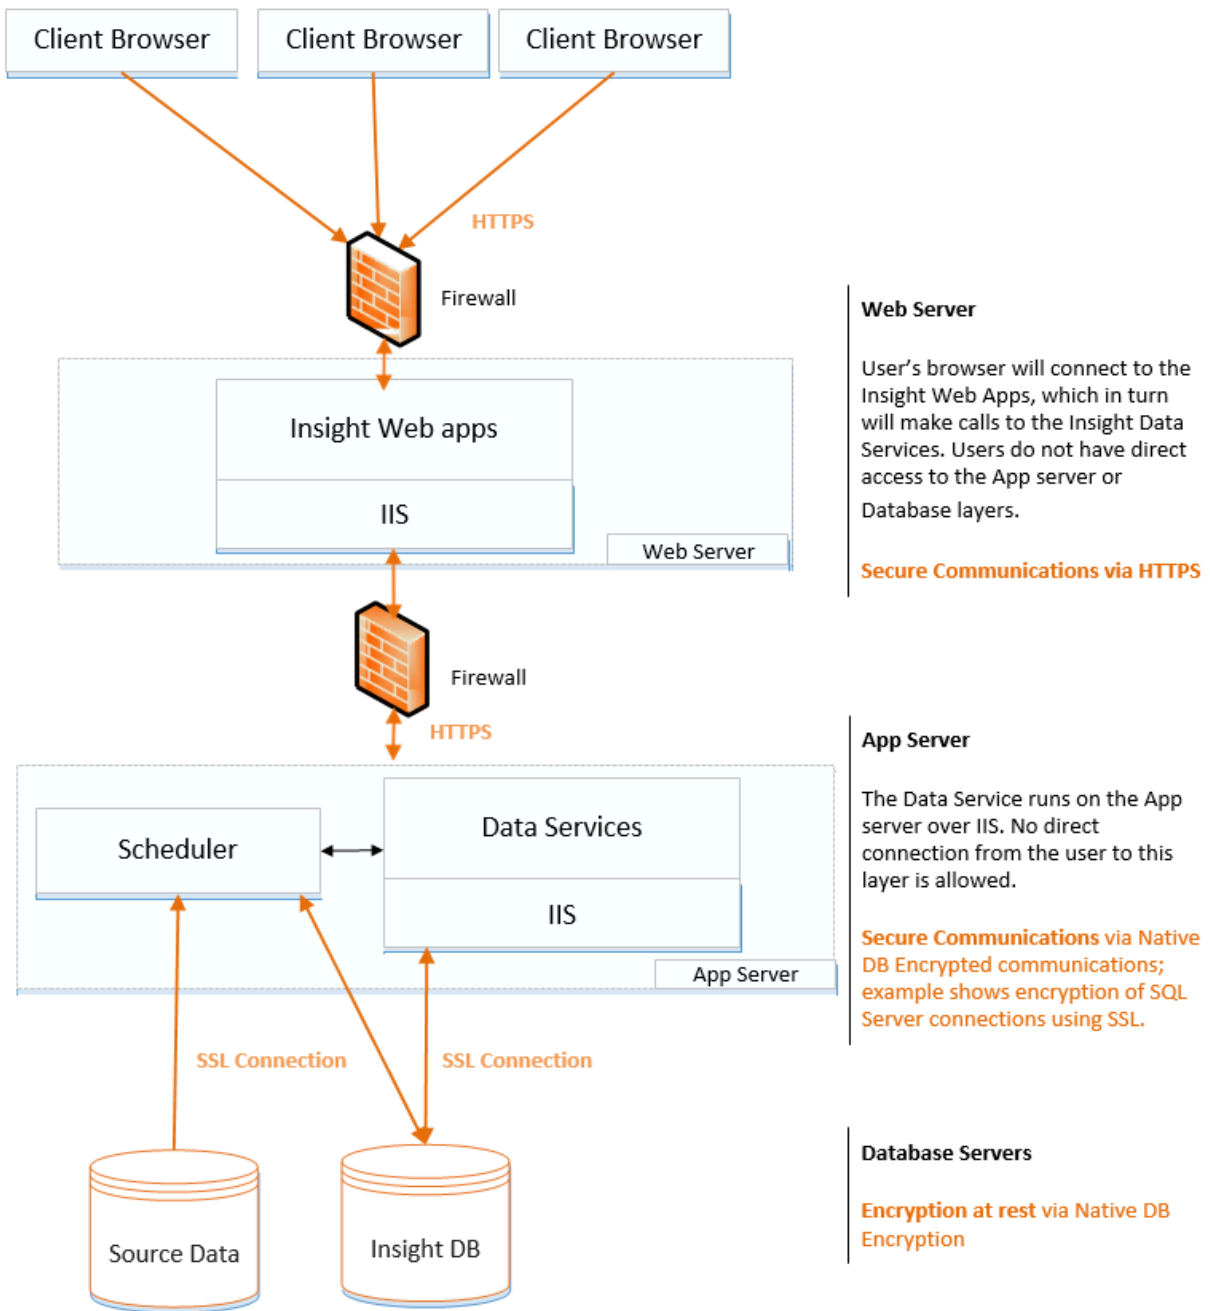 Client Browser
Client Browser
Client Browser
HTTPS
Firewall
Insight Web apps
IIS
Web Server
Web Server
User's browser will connect to the
Insight Web Apps, which in turn
will make calls to the Insight Data
Services. Users do not have direct
access to the App server or
Database layers.
Secure Communications via HTTPS
Firewall
HTTPS
Scheduler
Data Services
IIS
App Server
App Server
The Data Service runs on the App
server over IIS. No direct
connection from the user to this
layer is allowed.
Secure Communications via Native
DB Encrypted communications;
example shows encryption of SQL
Server connections using SSL.
SSL Connection
SSL Connection
Source Data
Insight DB
Database Servers
Encryption at rest via Native DB
Encryption